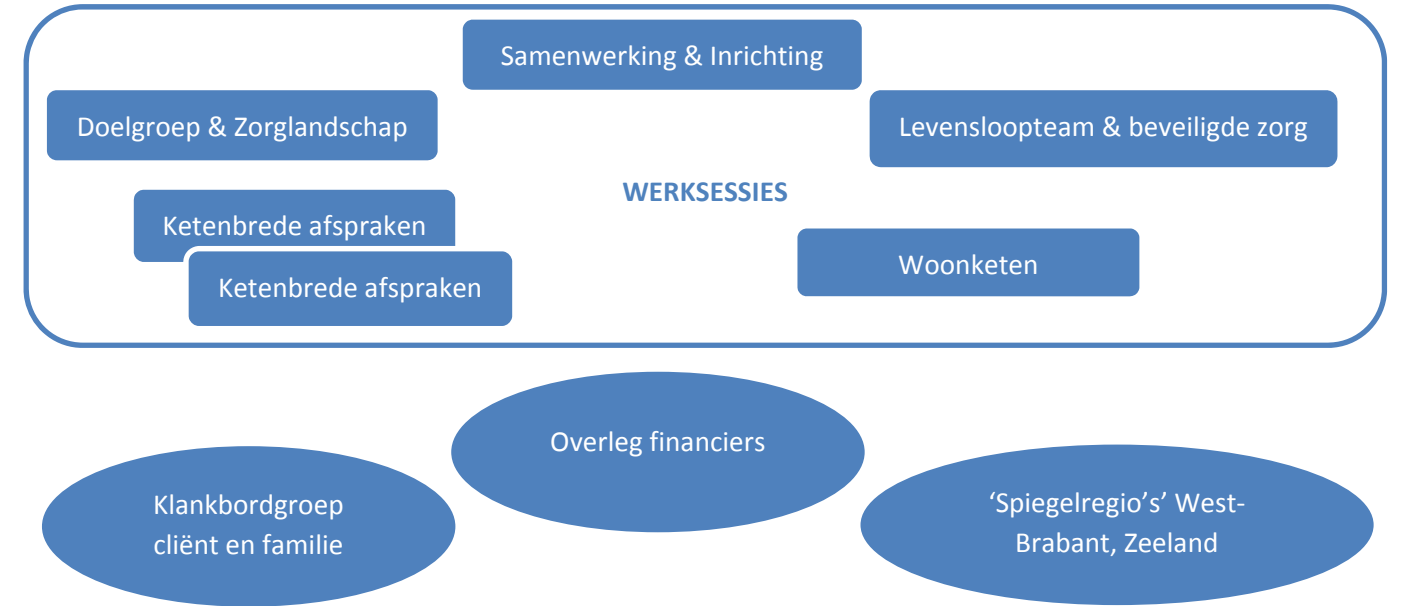 Samenwerking & Inrichting
Doelgroep & Zorglandschap
Levensloopteam & beveiligde zorg
WERKSESSIES
Ketenbrede afspraken
Ketenbrede afspraken
Woonketen
Overleg financiers
Klankbordgroep
cliënt en familie
‘Spiegelregio’s’ West-
Brabant, Zeeland